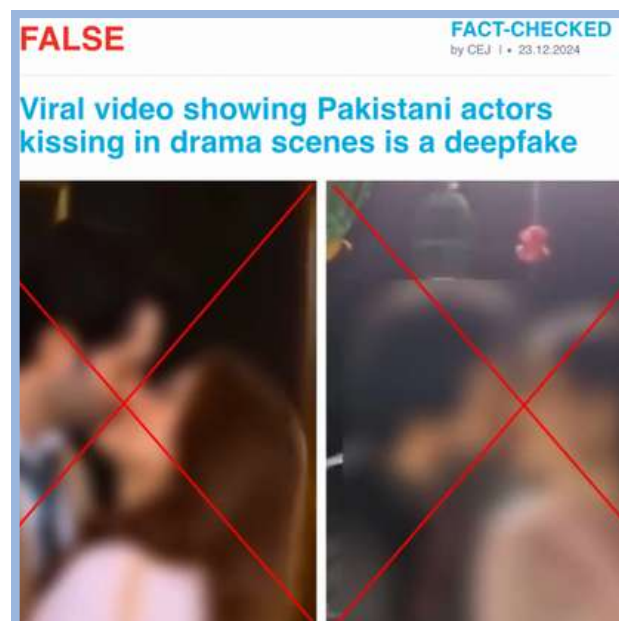 FALSE
FACT-CHECKED
by CEJ | • 23.12.2024
Viral video showing Pakistani actors
kissing in drama scenes is a deepfake